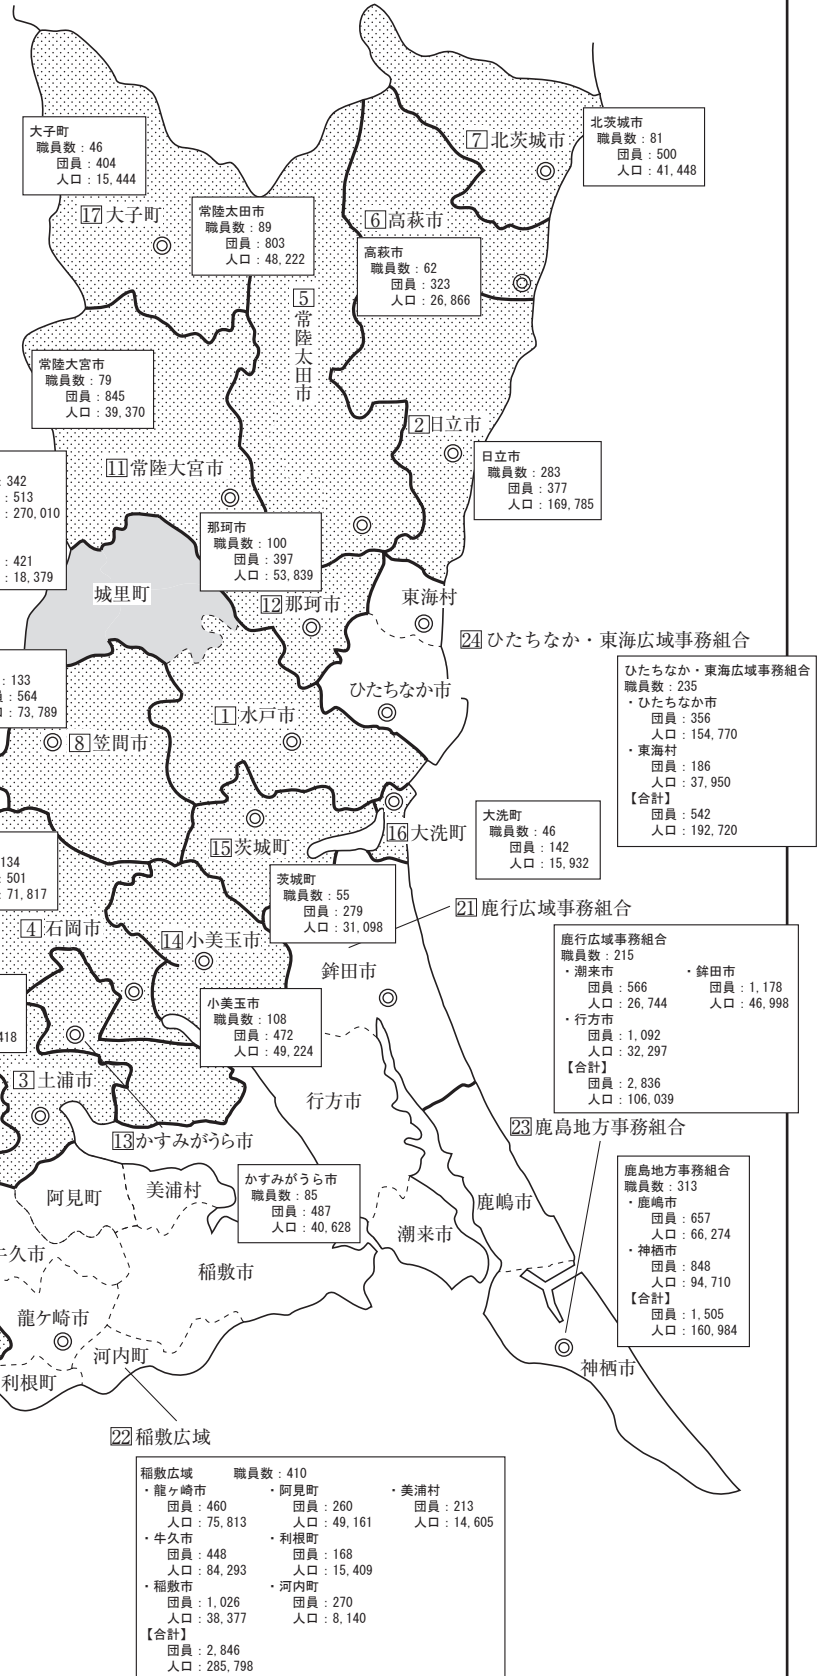 大子町
職員数：46
団員：404
人口：15,444
17 大子町
常陸太田市
職員数：89
団員：803
人口：48,222
5 常陸太田市
7 北茨城市
北茨城市
職員数：81
団員：500
人口：41,448
6 高萩市
高萩市
職員数：62
団員：323
人口：26,866
常陸大宮市
職員数：79
団員：845
人口：39,370
11 常陸大宮市
2 日立市
日立市
職員数：283
団員：377
人口：169,785
：342
：513
：270,010
：421
：18,379
城里町
那珂市
職員数：100
団員：397
人口：53,839
12 那珂市
東海村
24 ひたちなか・東海広域事務組合
ひたちなか市
ひたちなか・東海広域事務組合
職員数：235
・ひたちなか市
団員：356
人口：154,770
・東海村
団員：186
人口：37,950
【合計】
団員：542
人口：192,720
：133
：564
：73,789
8 笠間市
1 水戸市
15 茨城町
16 大洗町
大洗町
職員数：46
団員：142
人口：15,932
134
501
71,817
茨城町
職員数：55
団員：279
人口：31,098
4 石岡市
14 小美玉市
21 鹿行広域事務組合
鉾田市
鹿行広域事務組合
職員数：215
・潮来市
団員：566
人口：26,744
・鉾田市
団員：1,178
人口：46,998
・行方市
団員：1,092
人口：32,297
【合計】
団員：2,836
人口：106,039
小美玉市
職員数：108
団員：472
人口：49,224
418
3 土浦市
行方市
13 かすみがうら市
23 鹿島地方事務組合
鹿島地方事務組合
職員数：313
・鹿嶋市
団員：657
人口：66,274
・神栖市
団員：848
人口：94,710
【合計】
団員：1,505
人口：160,984
阿見町
美浦村
かすみがうら市
職員数：85
団員：487
人口：40,628
鹿嶋市
潮来市
牛久市
稲敷市
龍ケ崎市
河内町
利根町
神栖市
22 稲敷広域
稲敷広域 職員数：410
・龍ヶ崎市 ・阿見町 ・美浦村
団員：460 団員：260 団員：213
人口：75,813 人口：49,161 人口：14,605
・牛久市 ・利根町
団員：448 団員：168
人口：84,293 人口：15,409
・稲敷市 ・河内町
団員：1,026 団員：270
人口：38,377 人口：8,140
【合計】
団員：2,846
人口：285,798